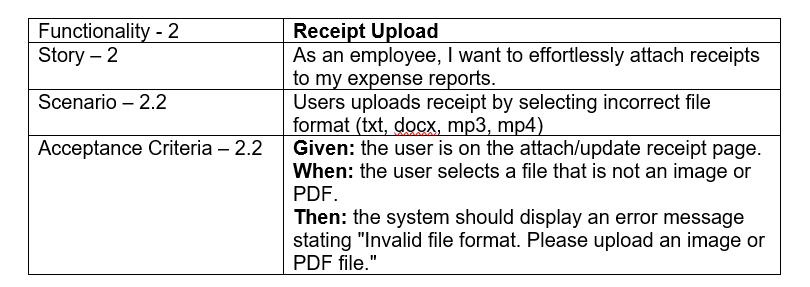 Functionality - 2
Receipt Upload
Story – 2
As an employee, I want to effortlessly attach receipts
to my expense reports.
Scenario – 2.2
Users uploads receipt by selecting incorrect file
format (txt, docx, mp3, mp4)
Acceptance Criteria – 2.2
Given: the user is on the attach/update receipt page.
When: the user selects a file that is not an image or
PDF.
Then: the system should display an error message
stating "Invalid file format. Please upload an image or
PDF file."